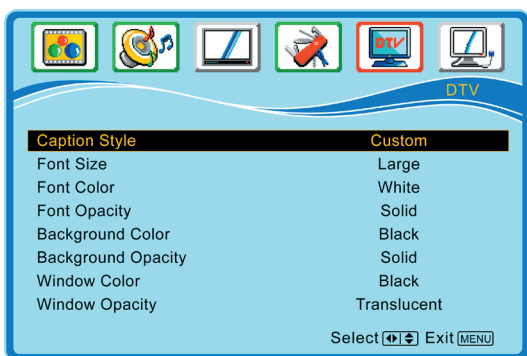 DTV
DTV
Caption Style Custom
Font Size Large
Font Color White
Font Opacity Solid
Background Color Black
Background Opacity Solid
Window Color Black
Window Opacity Translucent
Select Exit MENU